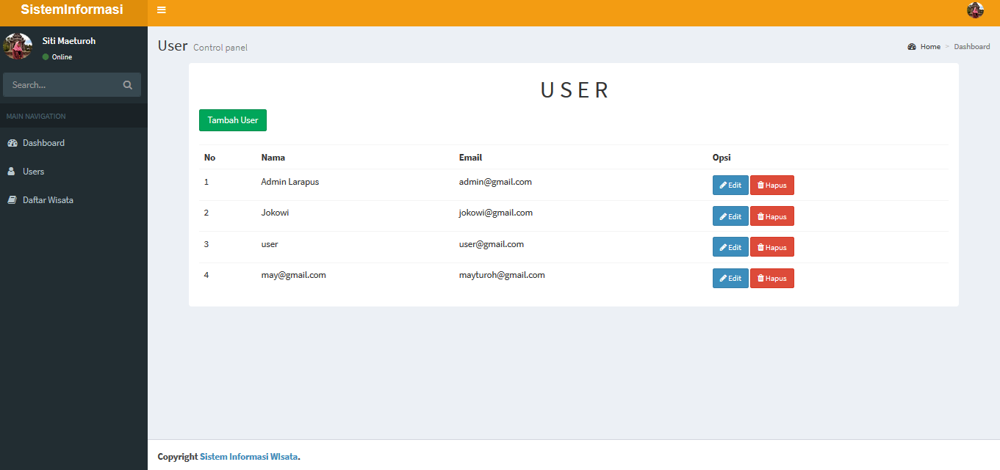 SistemInformasi
Siti Maeturoh
Online
Search...
MAIN NAVIGATION
Dashboard
Users
Daftar Wisata
User Control panel
Home > Dashboard
USER
Tambah User
No Nama Email Opsi
1 Admin Larapus admin@gmail.com Edit Hapus
2 Jokowi jokowi@gmail.com Edit Hapus
3 user user@gmail.com Edit Hapus
4 may@gmail.com mayturoh@gmail.com Edit Hapus
Copyright Sistem Informasi WIsata.